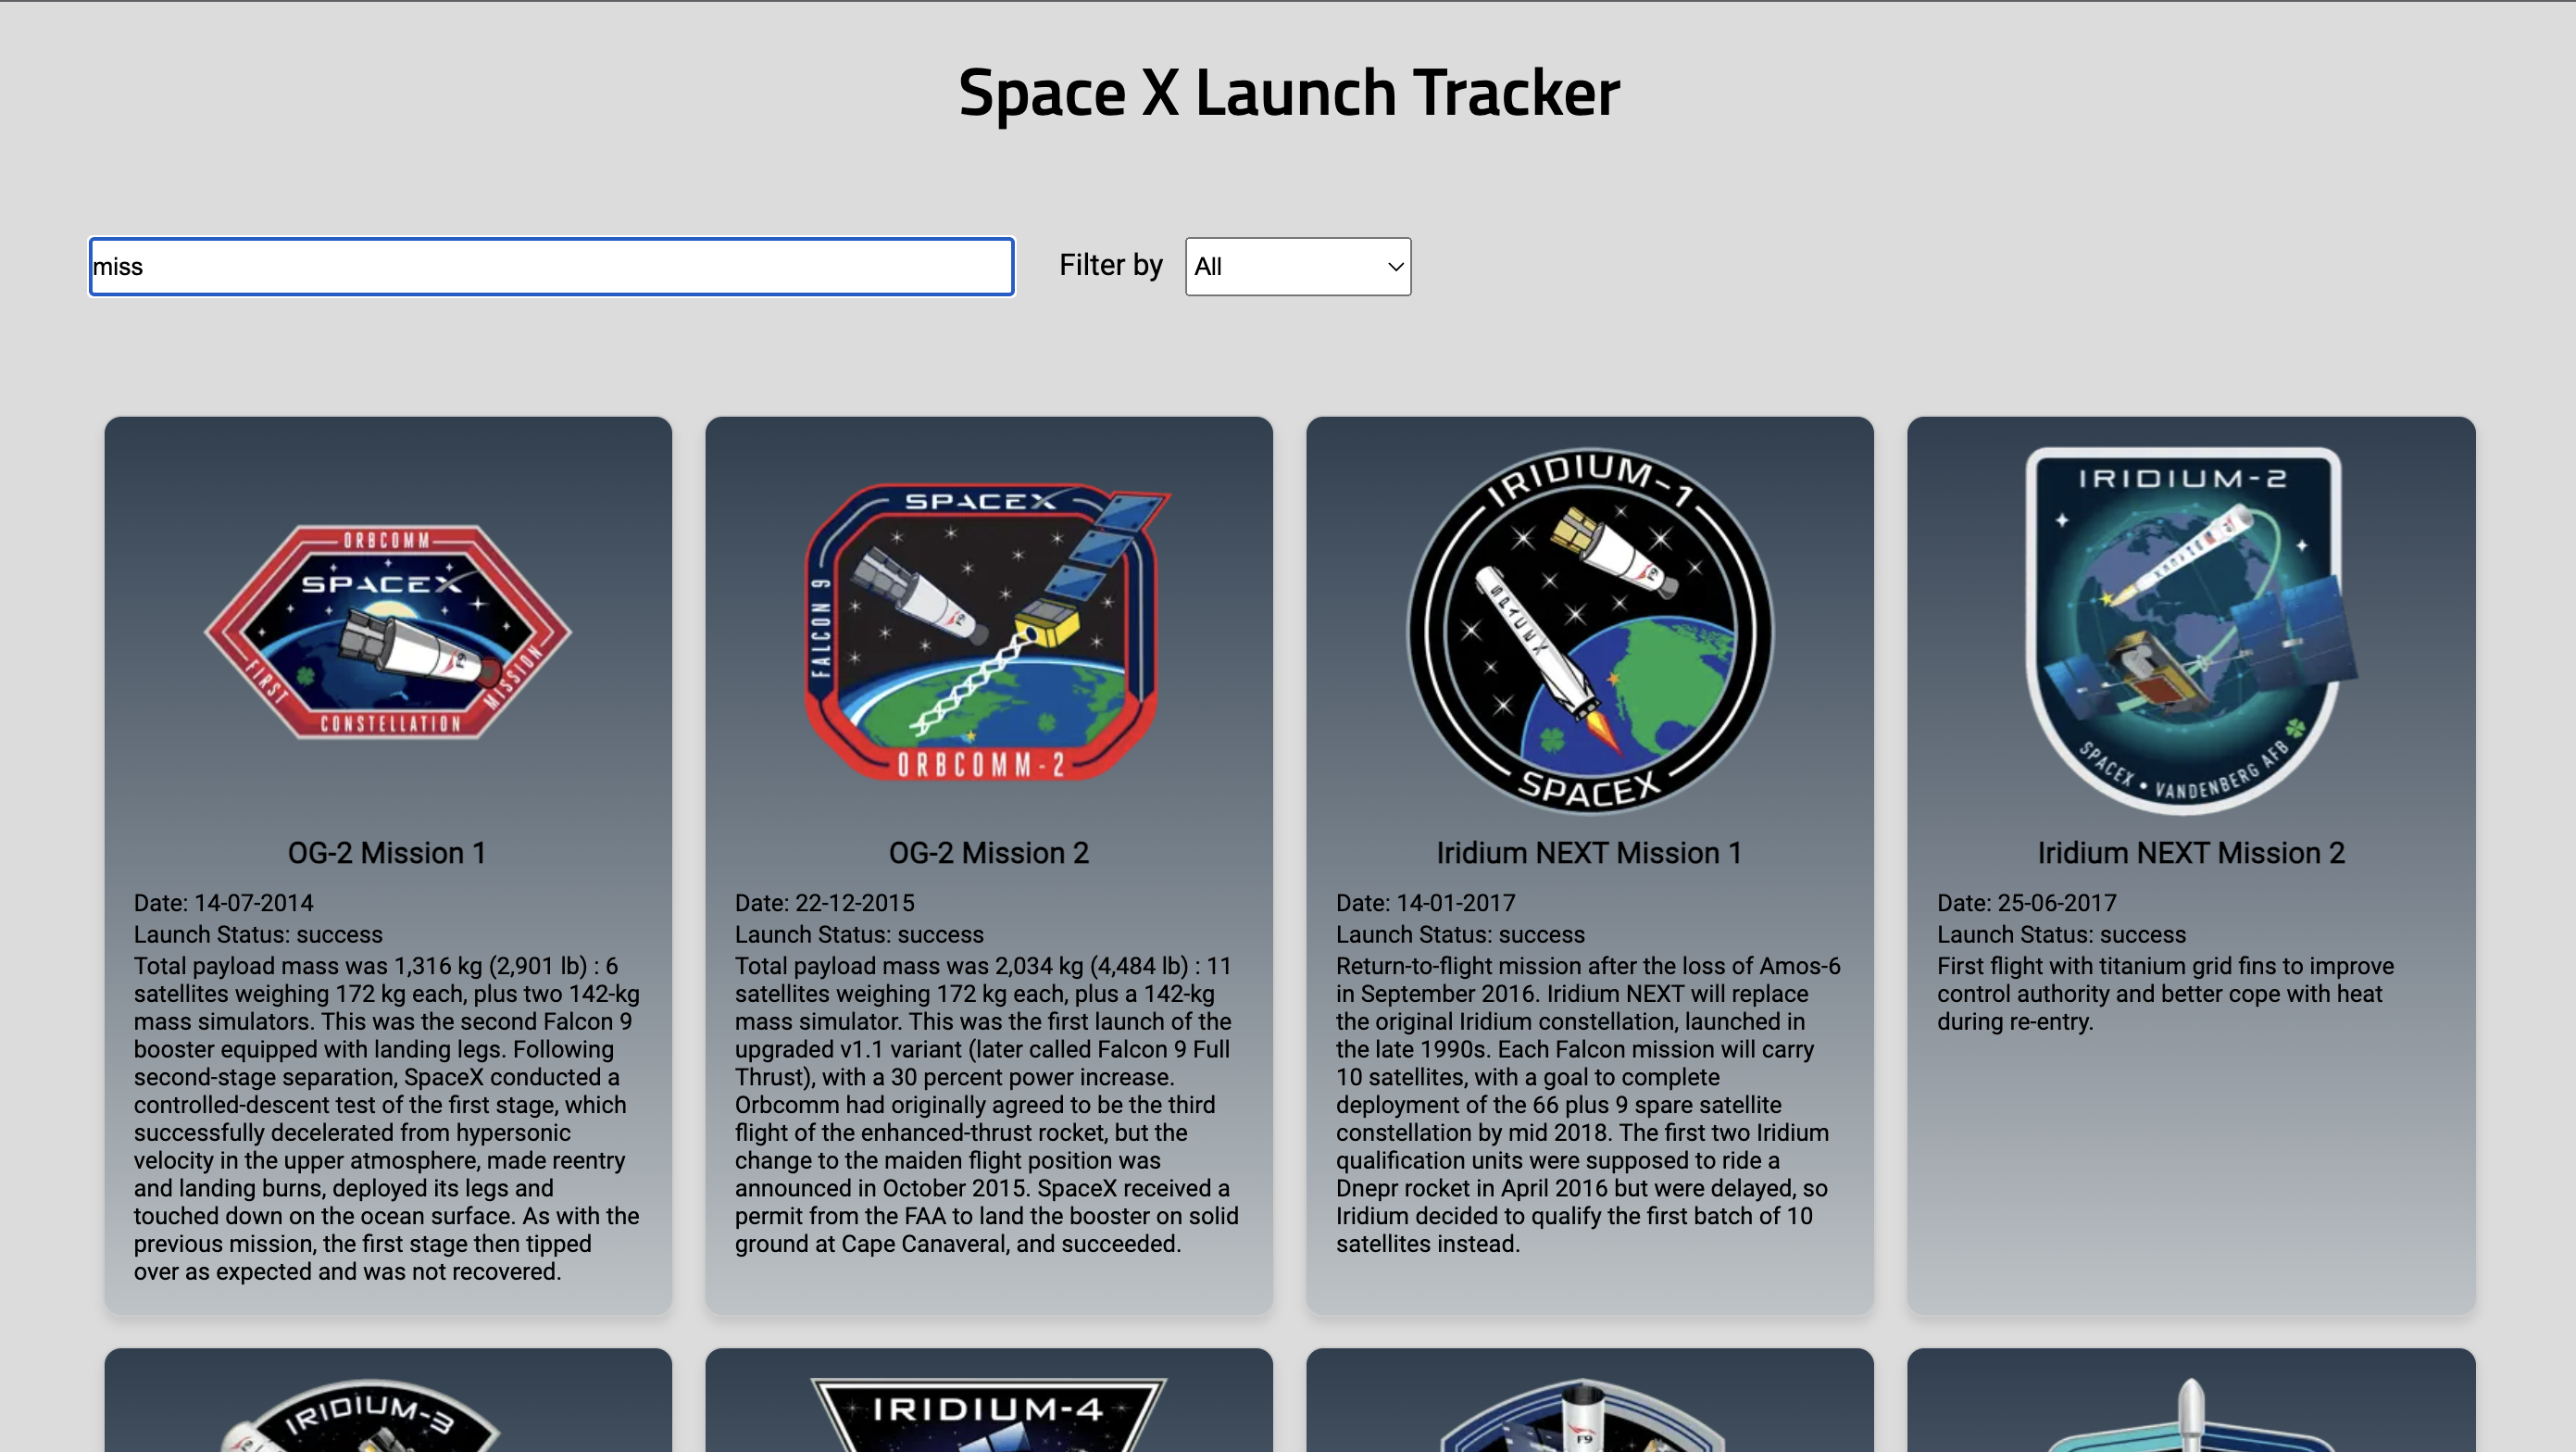 Space X Launch Tracker
miss
Filter by
All
ORBCOMM
SPACEX
FIRST
MISSION
CONSTELLATION
F9
SPACEX
FALCON 9
F9
ORBCOMM-2
IRIDIUM-1
F9
SPACEX
SPACEX
IRIDIUM-2
F9
SPACEX • VANDENBERG AFB
OG-2 Mission 1
Date: 14-07-2014
Launch Status: success
Total payload mass was 1,316 kg (2,901 lb) : 6
satellites weighing 172 kg each, plus two 142-kg
mass simulators. This was the second Falcon 9
booster equipped with landing legs. Following
second-stage separation, SpaceX conducted a
controlled-descent test of the first stage, which
successfully decelerated from hypersonic
velocity in the upper atmosphere, made reentry
and landing burns, deployed its legs and
touched down on the ocean surface. As with the
previous mission, the first stage then tipped
over as expected and was not recovered.
OG-2 Mission 2
Date: 22-12-2015
Launch Status: success
Total payload mass was 2,034 kg (4,484 lb) : 11
satellites weighing 172 kg each, plus a 142-kg
mass simulator. This was the first launch of the
upgraded v1.1 variant (later called Falcon 9 Full
Thrust), with a 30 percent power increase.
Orbcomm had originally agreed to be the third
flight of the enhanced-thrust rocket, but the
change to the maiden flight position was
announced in October 2015. SpaceX received a
permit from the FAA to land the booster on solid
ground at Cape Canaveral, and succeeded.
Iridium NEXT Mission 1
Date: 14-01-2017
Launch Status: success
Return-to-flight mission after the loss of Amos-6
in September 2016. Iridium NEXT will replace
the original Iridium constellation, launched in
the late 1990s. Each Falcon mission will carry
10 satellites, with a goal to complete
deployment of the 66 plus 9 spare satellite
constellation by mid 2018. The first two Iridium
qualification units were supposed to ride a
Dnepr rocket in April 2016 but were delayed, so
Iridium decided to qualify the first batch of 10
satellites instead.
Iridium NEXT Mission 2
Date: 25-06-2017
Launch Status: success
First flight with titanium grid fins to improve
control authority and better cope with heat
during re-entry.
IRIDIUM-3
IRIDIUM-4
F9